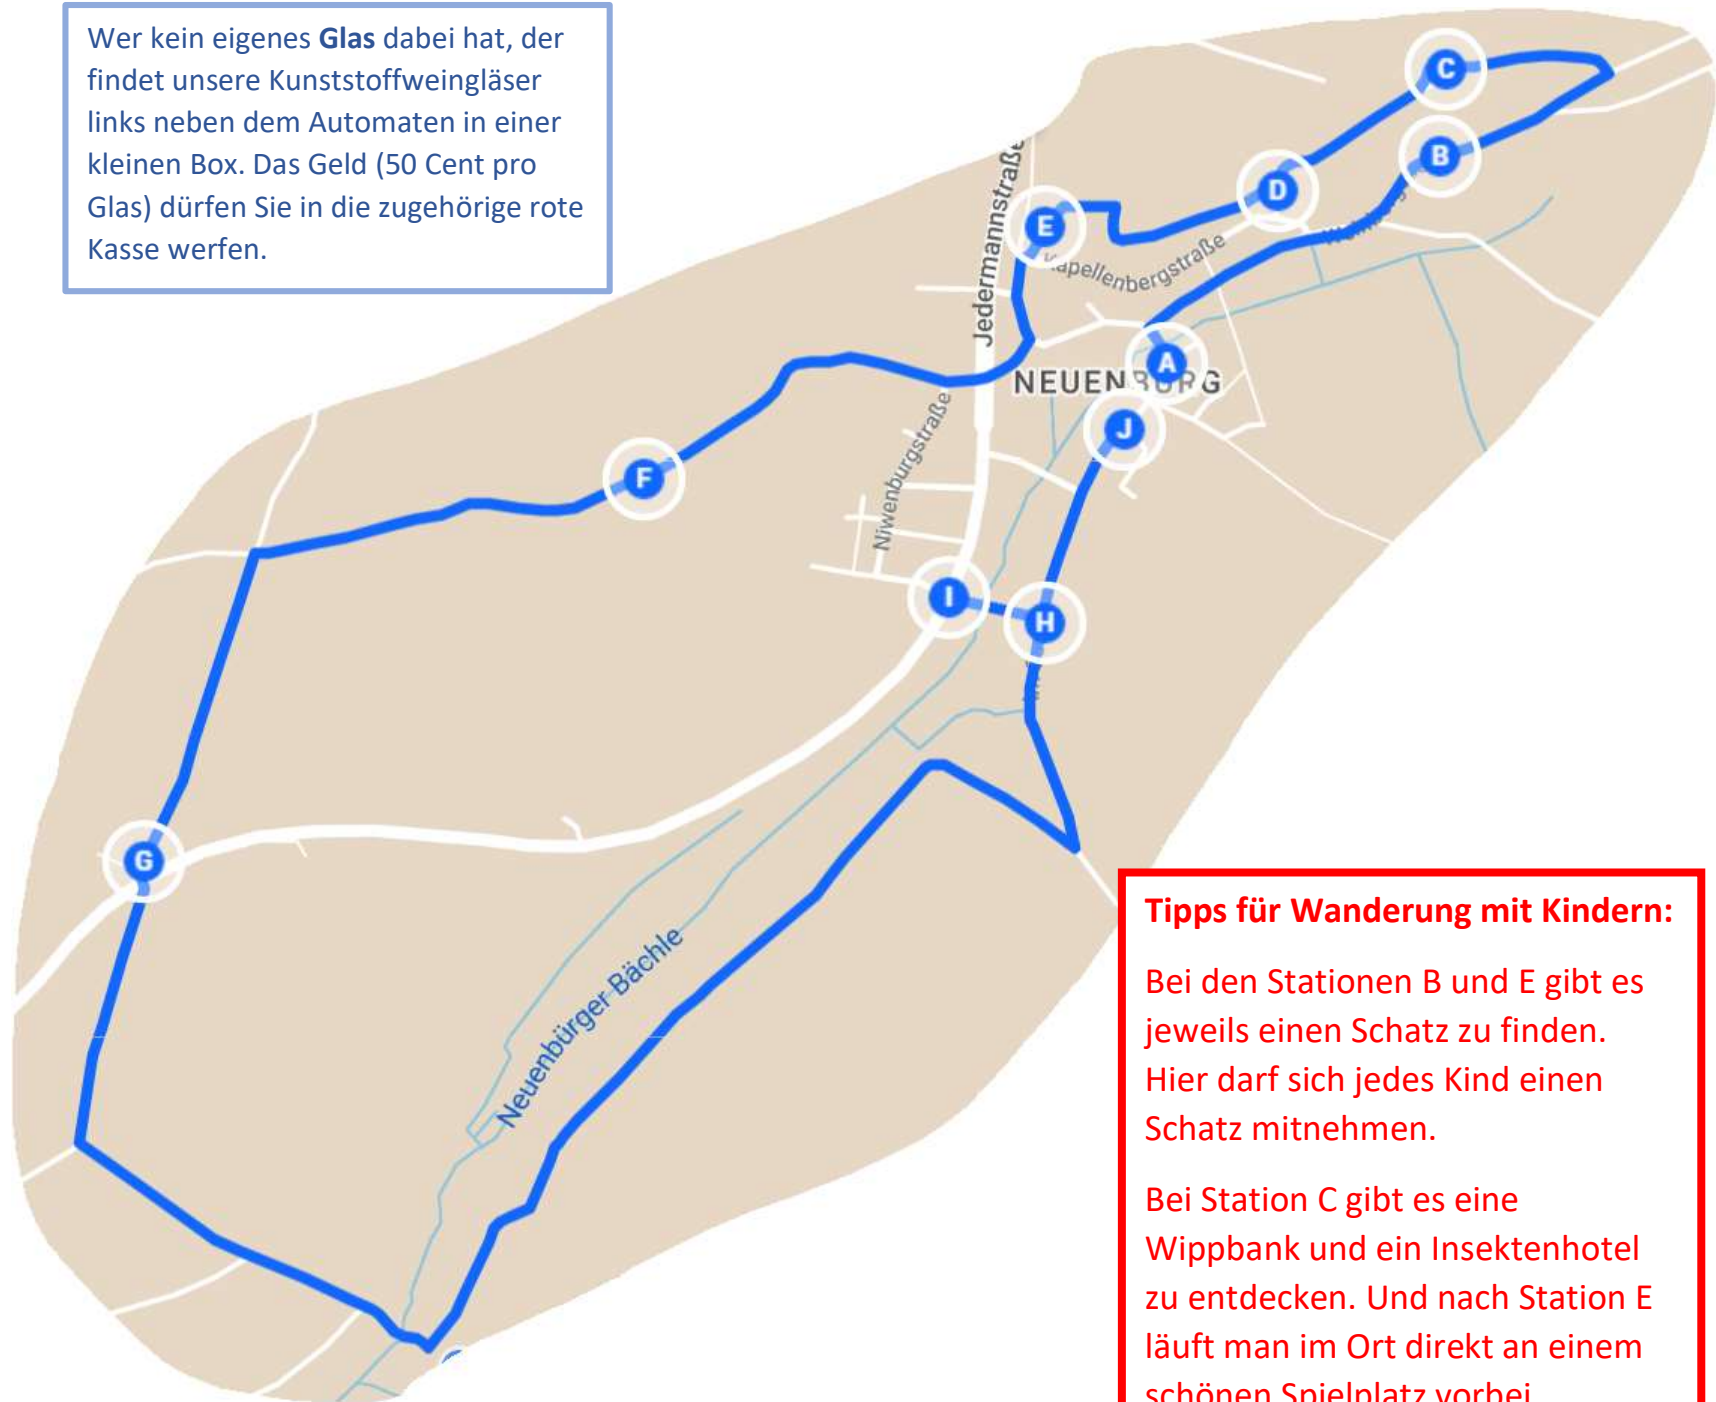 Wer kein eigenes Glas dabei hat, der
findet unsere Kunststoffweingläser
links neben dem Automaten in einer
kleinen Box. Das Geld (50 Cent pro
Glas) dürfen Sie in die zugehörige rote
Kasse werfen.
C
B
D
E
Jedermannstraße
Kapellenbergstraße
A
NEUENBURG
J
F
Niwenburgstraße
I
H
G
Neuenbürger Bächle
Tipps für Wanderung mit Kindern:
Bei den Stationen B und E gibt es
jeweils einen Schatz zu finden.
Hier darf sich jedes Kind einen
Schatz mitnehmen.
Bei Station C gibt es eine
Wippbank und ein Insektenhotel
zu entdecken. Und nach Station E
läuft man im Ort direkt an einem
schönen Spielplatz vorbei